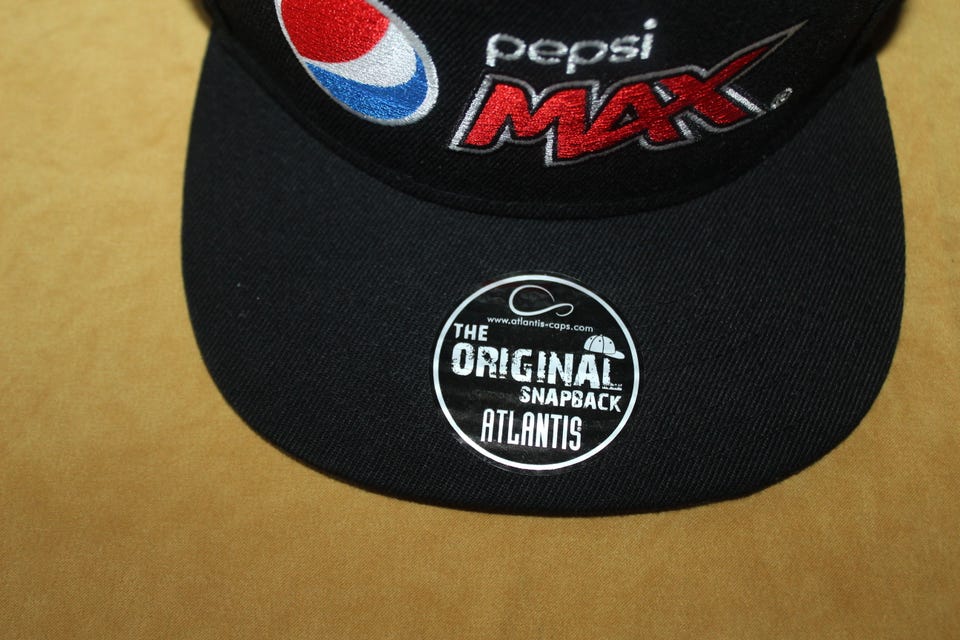 pepsi
MAX®
www.atlantis-caps.com
THE
ORIGINAL
SNAPBACK
ATLANTIS